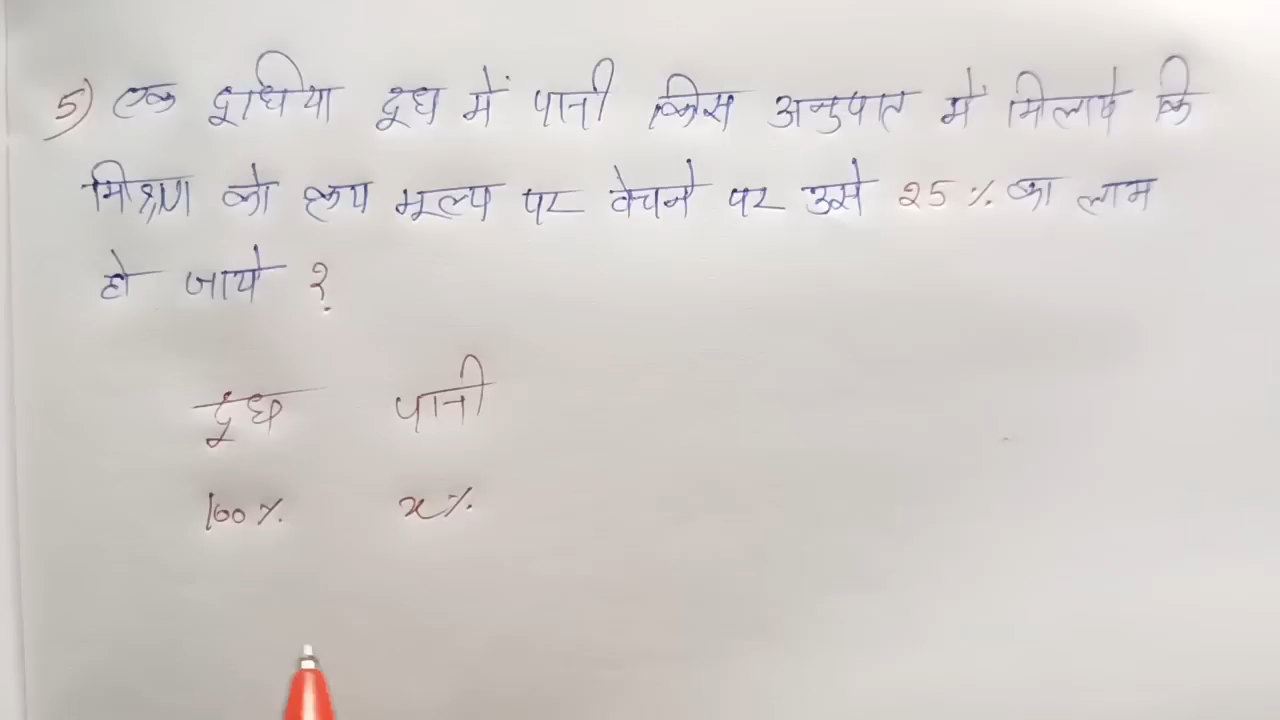 5) एक दूधिया दूध में पानी किस अनुपात में मिलाये कि
मिश्रण को क्रय मूल्य पर बेचने पर उसे 25 % का लाभ
हो जाये ?
दूध पानी
100 % x %